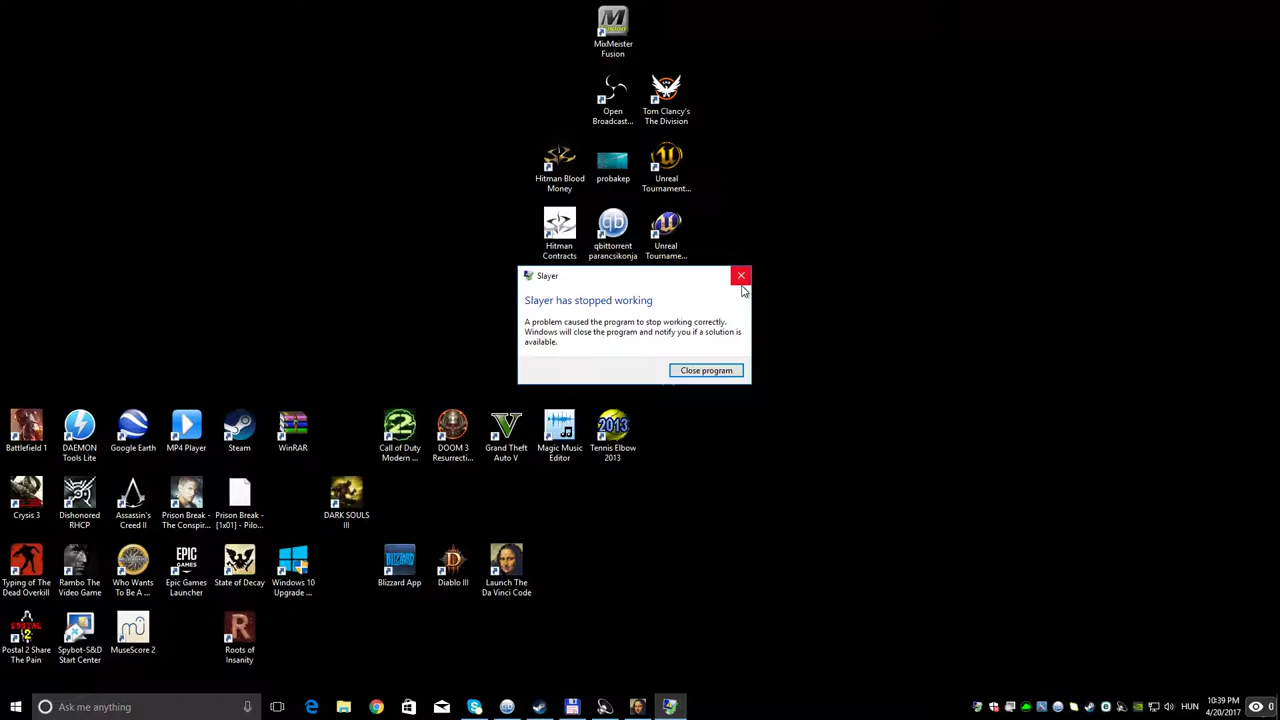 MixMeister
Fusion
Open
Broadcast...
Tom Clancy's
The Division
Hitman Blood
Money
probakep
Unreal
Tournament...
Hitman
Contracts
qbittorrent
parancsikonja
Unreal
Tourname...
Slayer
Slayer has stopped working
A problem caused the program to stop working correctly.
Windows will close the program and notify you if a solution is
available.
Close program
Battlefield 1
DAEMON
Tools Lite
Google Earth
MP4 Player
Steam
WinRAR
Call of Duty
Modern ...
DOOM 3
Resurrecti...
Grand Theft
Auto V
Magic Music
Editor
2013
Tennis Elbow
2013
Crysis 3
Dishonored
RHCP
Assassin's
Creed II
Prison Break -
The Conspir...
Prison Break -
[1x01] - Pilo...
DARK SOULS
III
Typing of The
Dead Overkill
Rambo The
Video Game
Who Wants
To Be A ...
EPIC
GAMES
Epic Games
Launcher
State of Decay
Windows 10
Upgrade ...
BLIZZARD
Blizzard App
Diablo III
Launch The
Da Vinci Code
Postal 2 Share
The Pain
Spybot-S&D
Start Center
MuseScore 2
Roots of
Insanity
Ask me anything
HUN
10:39 PM
4/20/2017
0